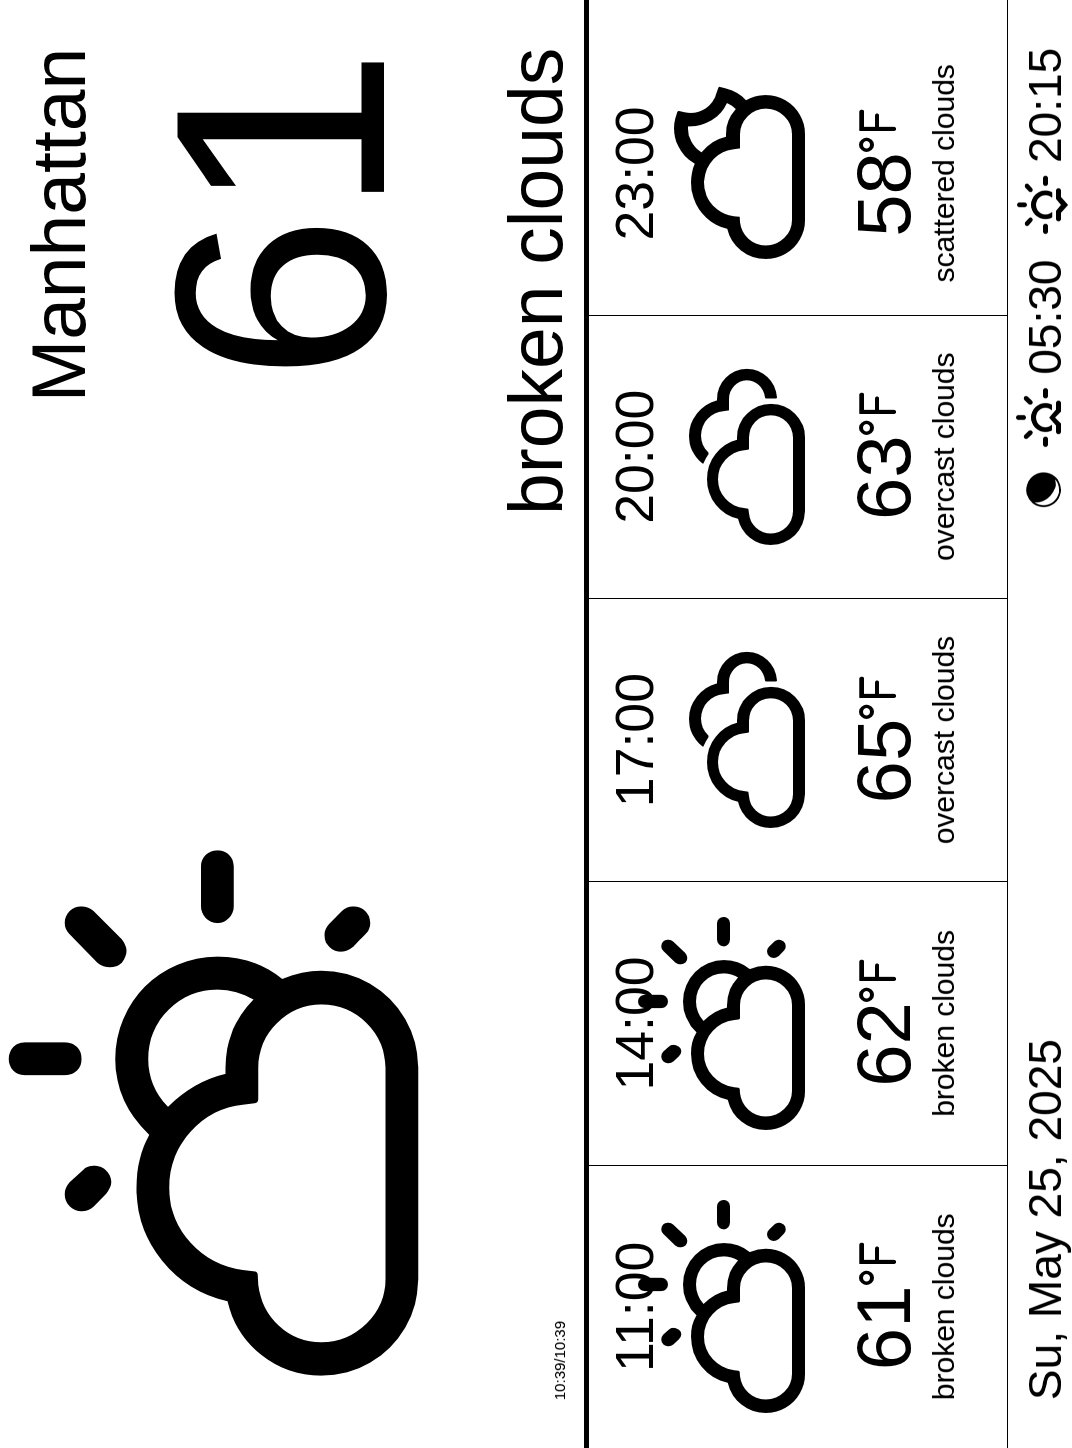 Manhattan
61
broken clouds
10:39/10:39
11:00
61°F
broken clouds
14:00
62°F
broken clouds
17:00
65°F
overcast clouds
20:00
63°F
overcast clouds
23:00
58°F
scattered clouds
Su, May 25, 2025
05:30 20:15